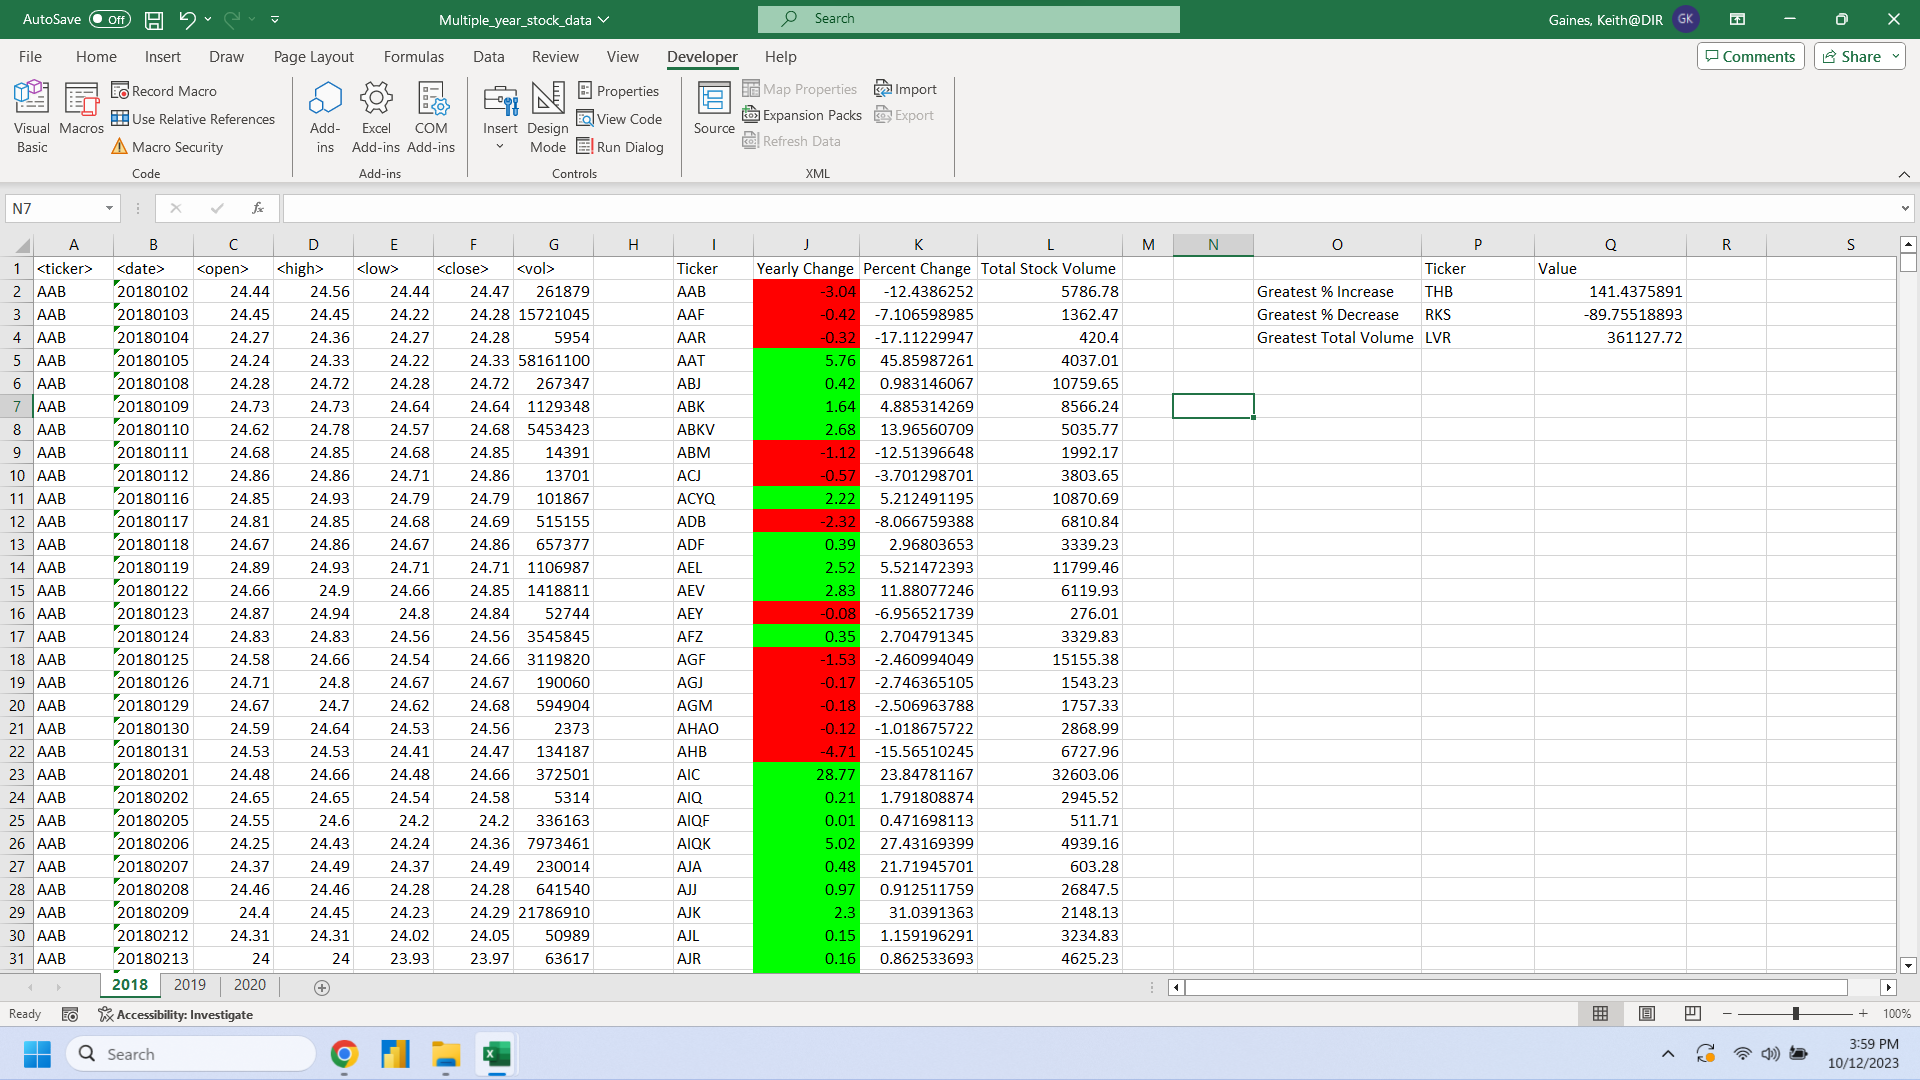 AutoSave Off Multiple_year_stock_data Search Gaines, Keith@DIR GK
File Home Insert Draw Page Layout Formulas Data Review View Developer Help Comments Share
Visual Basic
Macros
Record Macro
Use Relative References
Macro Security
Code
Add-ins
Excel Add-ins
COM Add-ins
Add-ins
Insert
Design Mode
Properties
View Code
Run Dialog
Controls
Source
Map Properties
Expansion Packs
Refresh Data
Import
Export
XML
N7 fx
A B C D E F G H I J K L M N O P Q R S
1 <ticker> <date> <open> <high> <low> <close> <vol> Ticker Yearly Change Percent Change Total Stock Volume Ticker Value
2 AAB 20180102 24.44 24.56 24.44 24.47 261879 AAB -3.04 -12.4386252 5786.78 Greatest % Increase THB 141.4375891
3 AAB 20180103 24.45 24.45 24.22 24.28 15721045 AAF -0.42 -7.106598985 1362.47 Greatest % Decrease RKS -89.75518893
4 AAB 20180104 24.27 24.36 24.27 24.28 5954 AAR -0.32 -17.11229947 420.4 Greatest Total Volume LVR 361127.72
5 AAB 20180105 24.24 24.33 24.22 24.33 58161100 AAT 5.76 45.85987261 4037.01
6 AAB 20180108 24.28 24.72 24.28 24.72 267347 ABJ 0.42 0.983146067 10759.65
7 AAB 20180109 24.73 24.73 24.64 24.64 1129348 ABK 1.64 4.885314269 8566.24
8 AAB 20180110 24.62 24.78 24.57 24.68 5453423 ABKV 2.68 13.96560709 5035.77
9 AAB 20180111 24.68 24.85 24.68 24.85 14391 ABM -1.12 -12.51396648 1992.17
10 AAB 20180112 24.86 24.86 24.71 24.86 13701 ACJ -0.57 -3.701298701 3803.65
11 AAB 20180116 24.85 24.93 24.79 24.79 101867 ACYQ 2.22 5.212491195 10870.69
12 AAB 20180117 24.81 24.85 24.68 24.69 515155 ADB -2.32 -8.066759388 6810.84
13 AAB 20180118 24.67 24.86 24.67 24.86 657377 ADF 0.39 2.96803653 3339.23
14 AAB 20180119 24.89 24.93 24.71 24.71 1106987 AEL 2.52 5.521472393 11799.46
15 AAB 20180122 24.66 24.9 24.66 24.85 1418811 AEV 2.83 11.88077246 6119.93
16 AAB 20180123 24.87 24.94 24.8 24.84 52744 AEY -0.08 -6.956521739 276.01
17 AAB 20180124 24.83 24.83 24.56 24.56 3545845 AFZ 0.35 2.704791345 3329.83
18 AAB 20180125 24.58 24.66 24.54 24.66 3119820 AGF -1.53 -2.460994049 15155.38
19 AAB 20180126 24.71 24.8 24.67 24.67 190060 AGJ -0.17 -2.746365105 1543.23
20 AAB 20180129 24.67 24.7 24.62 24.68 594904 AGM -0.18 -2.506963788 1757.33
21 AAB 20180130 24.59 24.64 24.53 24.56 2373 AHAO -0.12 -1.018675722 2868.99
22 AAB 20180131 24.53 24.53 24.41 24.47 134187 AHB -4.71 -15.56510245 6727.96
23 AAB 20180201 24.48 24.66 24.48 24.66 372501 AIC 28.77 23.84781167 32603.06
24 AAB 20180202 24.65 24.65 24.54 24.58 5314 AIQ 0.21 1.791808874 2945.52
25 AAB 20180205 24.55 24.6 24.2 24.2 336163 AIQF 0.01 0.471698113 511.71
26 AAB 20180206 24.25 24.43 24.24 24.36 7973461 AIQK 5.02 27.43169399 4939.16
27 AAB 20180207 24.37 24.49 24.37 24.49 230014 AJA 0.48 21.71945701 603.28
28 AAB 20180208 24.46 24.46 24.28 24.28 641540 AJJ 0.97 0.912511759 26847.5
29 AAB 20180209 24.4 24.45 24.23 24.29 21786910 AJK 2.3 31.0391363 2148.13
30 AAB 20180212 24.31 24.31 24.02 24.05 50989 AJL 0.15 1.159196291 3234.83
31 AAB 20180213 24 24 23.93 23.97 63617 AJR 0.16 0.862533693 4625.23
2018 2019 2020
Ready Accessibility: Investigate 100%
Search
3:59 PM
10/12/2023